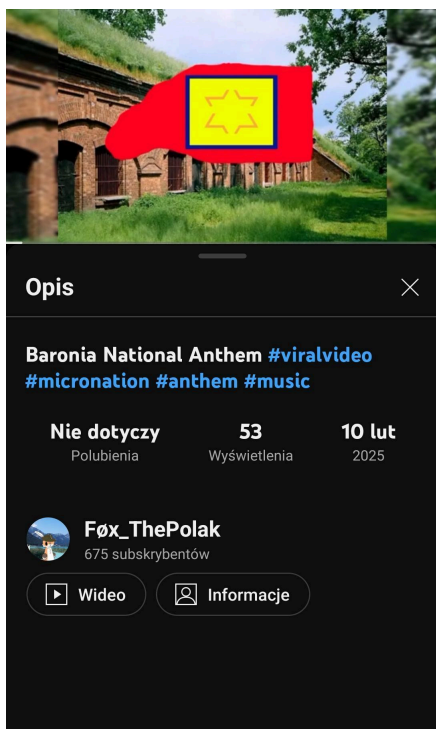 Opis
Baronia National Anthem #viralvideo
#micronation #anthem #music
Nie dotyczy 53 10 lut
Polubienia Wyświetlenia 2025
Føx_ThePolak
675 subskrybentów
Wideo Informacje